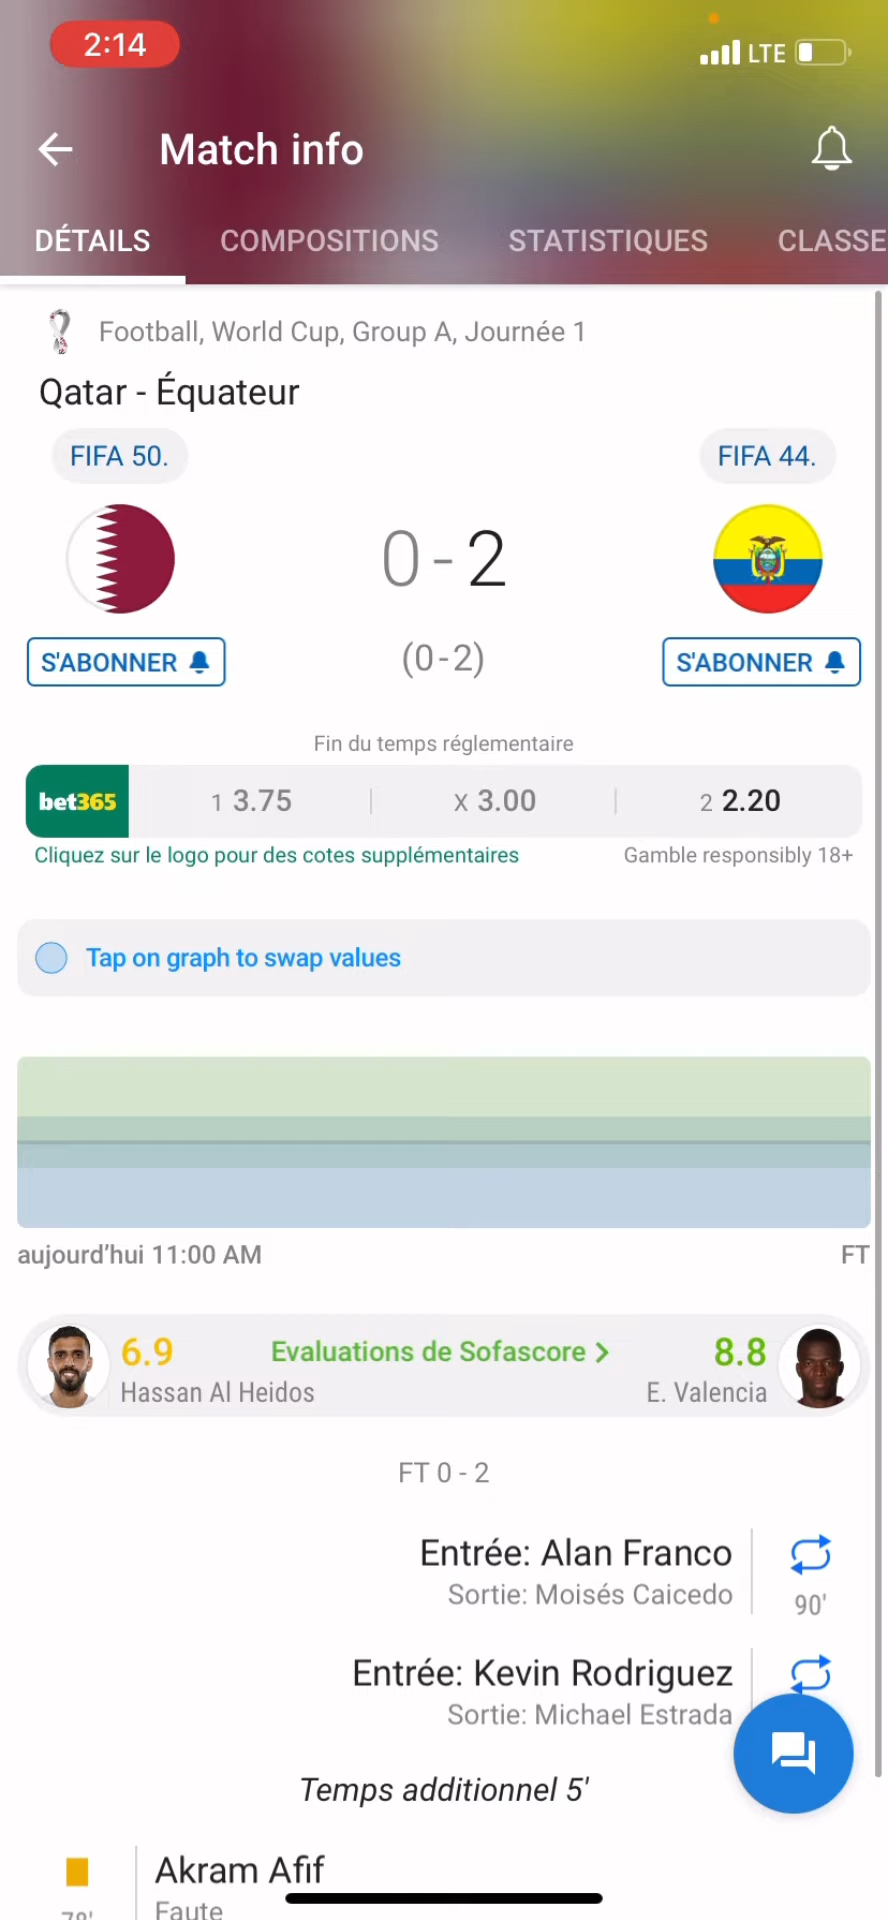 2:14
LTE
Match info
DÉTAILS COMPOSITIONS STATISTIQUES CLASSE
Football, World Cup, Group A, Journée 1
Qatar - Équateur
FIFA 50. FIFA 44.
0 - 2
S'ABONNER (0-2) S'ABONNER
Fin du temps réglementaire
bet365 1 3.75 X 3.00 2 2.20
Cliquez sur le logo pour des cotes supplémentaires Gamble responsibly 18+
Tap on graph to swap values
aujourd'hui 11:00 AM FT
6.9 Evaluations de Sofascore 8.8
Hassan Al Heidos E. Valencia
FT 0 - 2
Entrée: Alan Franco
Sortie: Moisés Caicedo 90'
Entrée: Kevin Rodriguez
Sortie: Michael Estrada
Temps additionnel 5'
Akram Afif
78' Faute